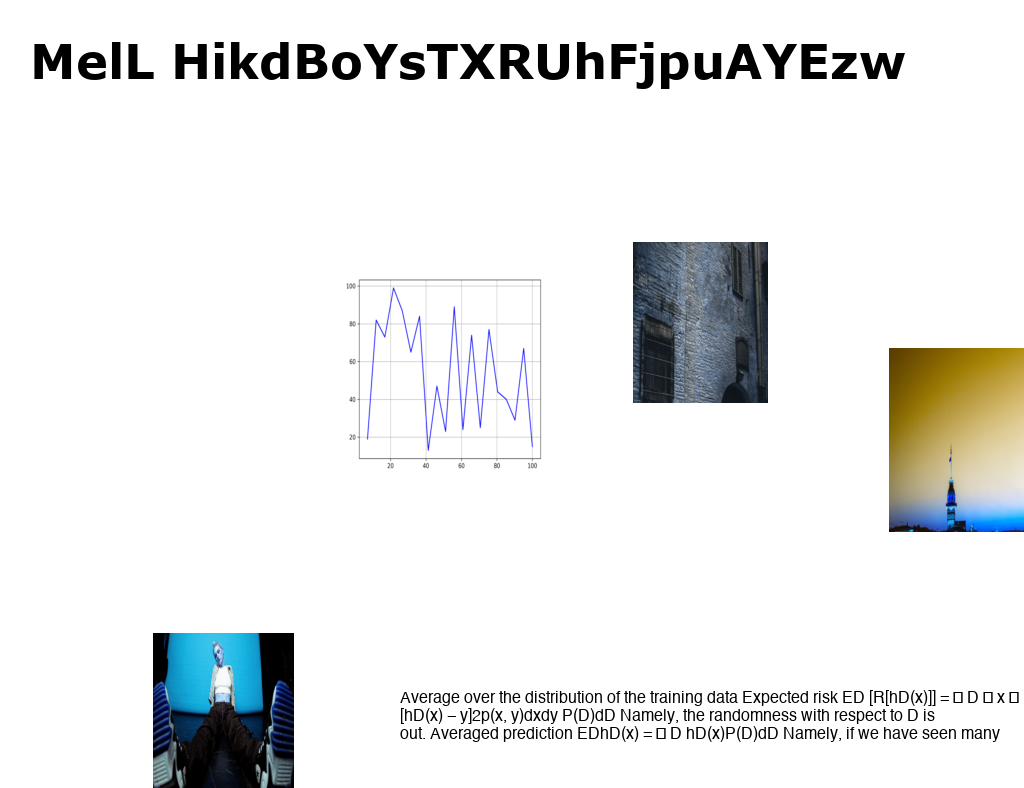 MelL HikdBoYsTXRUhFjpuAYEzw
100
80
60
40
20
20 40 60 80 100
Average over the distribution of the training data Expected risk ED [R[hD(x)]] = □ D □ x □
[hD(x) – y]2p(x, y)dxdy P(D)dD Namely, the randomness with respect to D is
out. Averaged prediction EDhD(x) = □ D hD(x)P(D)dD Namely, if we have seen many